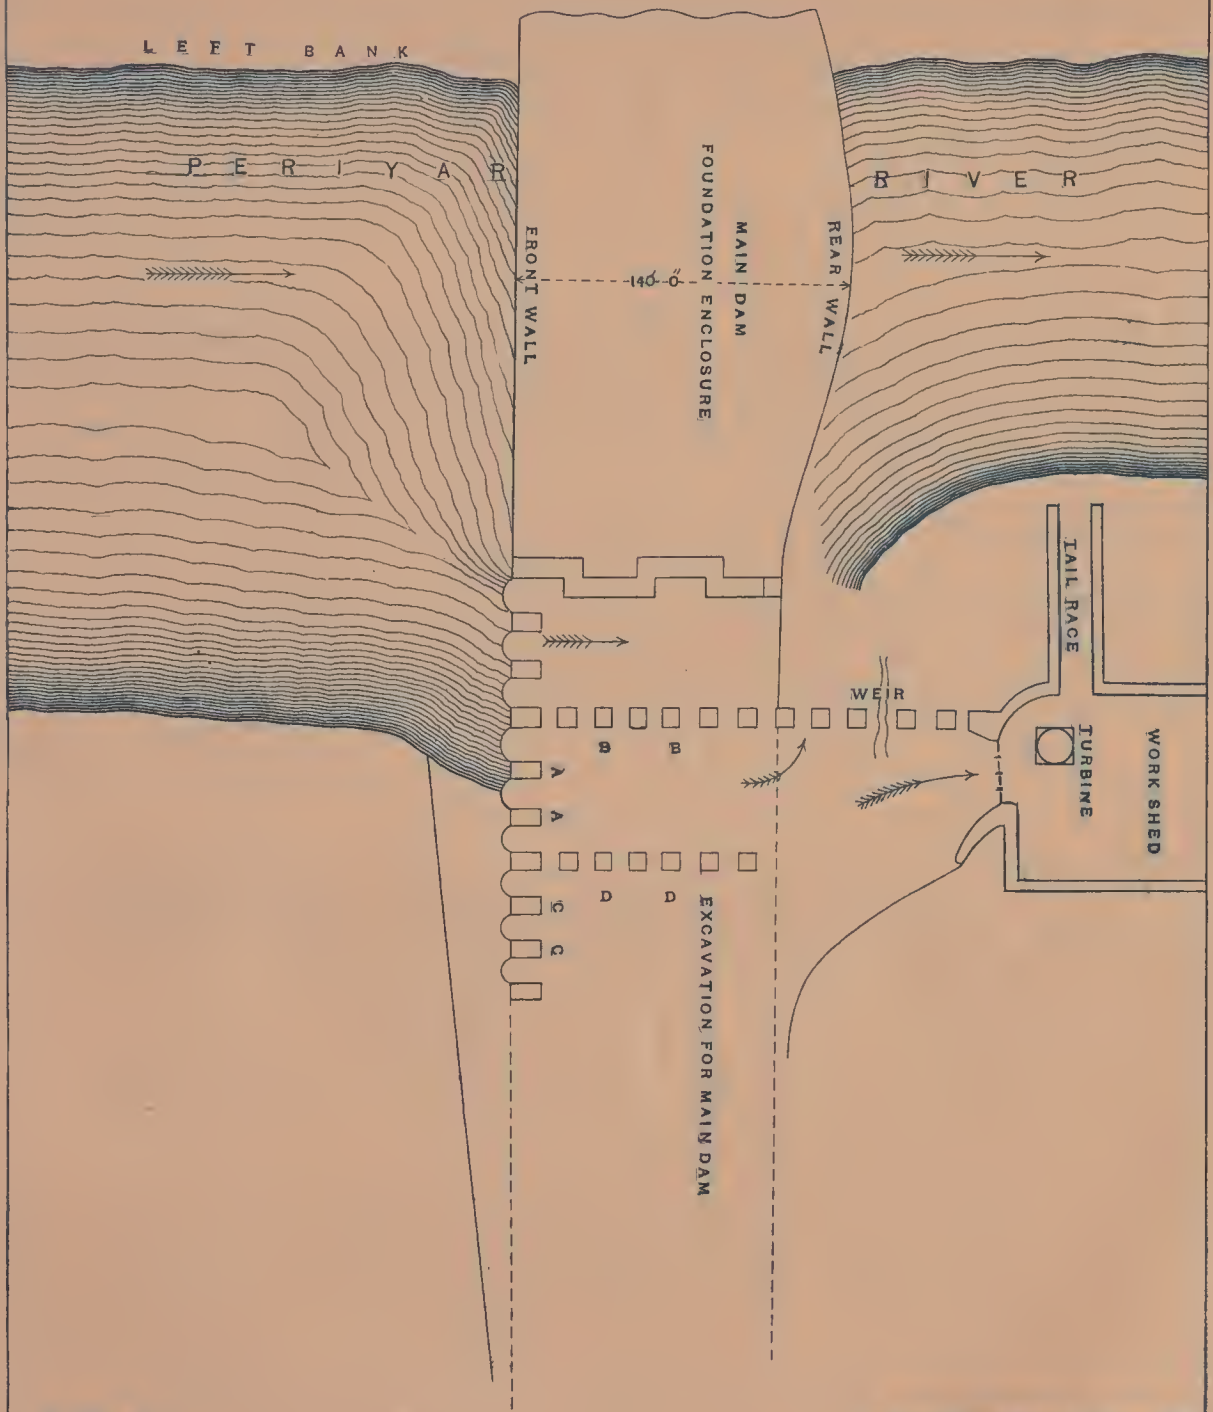 LEFT BANK
PERIYAR RIVER
FRONT WALL
140'-0"
FOUNDATION ENCLOSURE
MAIN DAM
REAR WALL
TAIL RACE
WEIR
B B
A
A
TURBINE
WORK SHED
D D
C
C
EXCAVATION FOR MAIN DAM